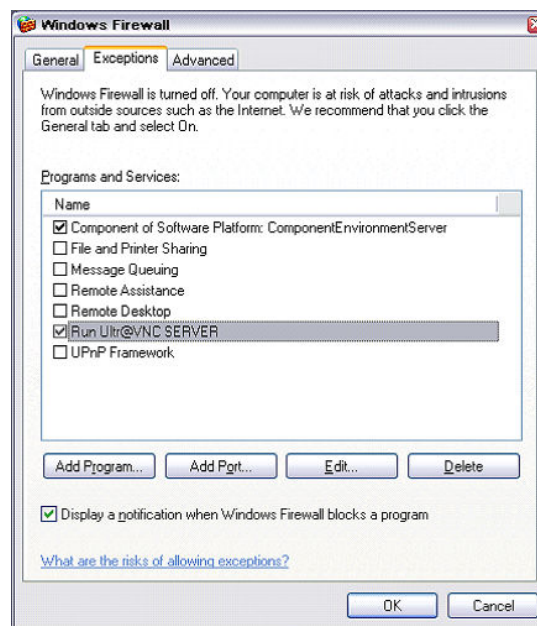 Windows Firewall
General Exceptions Advanced
Windows Firewall is turned off. Your computer is at risk of attacks and intrusions
from outside sources such as the Internet. We recommend that you click the
General tab and select On.
Programs and Services:
Name
Component of Software Platform: ComponentEnvironmentServer
File and Printer Sharing
Message Queuing
Remote Assistance
Remote Desktop
Run Ultr@VNC SERVER
UPnP Framework
Add Program... Add Port... Edit... Delete
Display a notification when Windows Firewall blocks a program
What are the risks of allowing exceptions?
OK Cancel